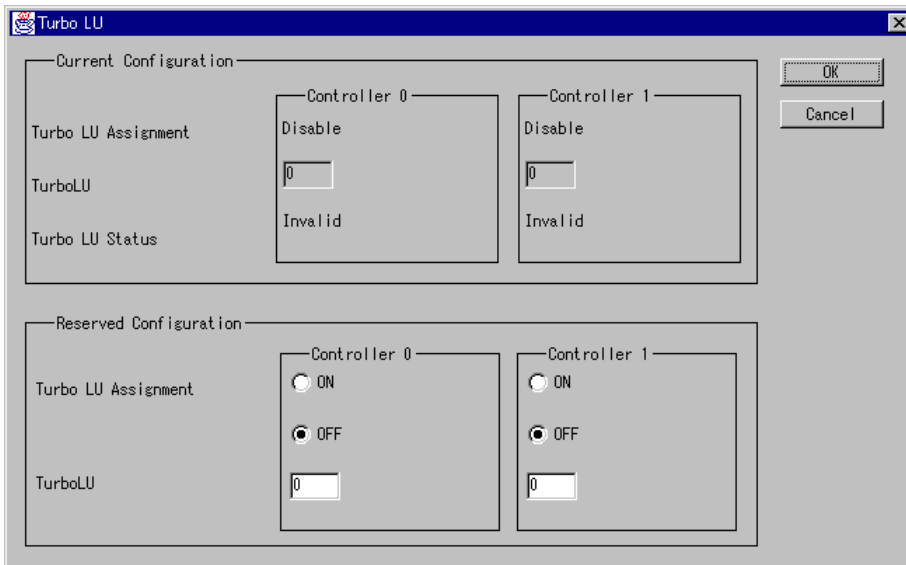 Turbo LU
Current Configuration
OK
Controller 0
Controller 1
Cancel
Turbo LU Assignment
Disable
Disable
TurboLU
0
0
Turbo LU Status
Invalid
Invalid
Reserved Configuration
Controller 0
Controller 1
Turbo LU Assignment
ON
ON
OFF
OFF
TurboLU
0
0